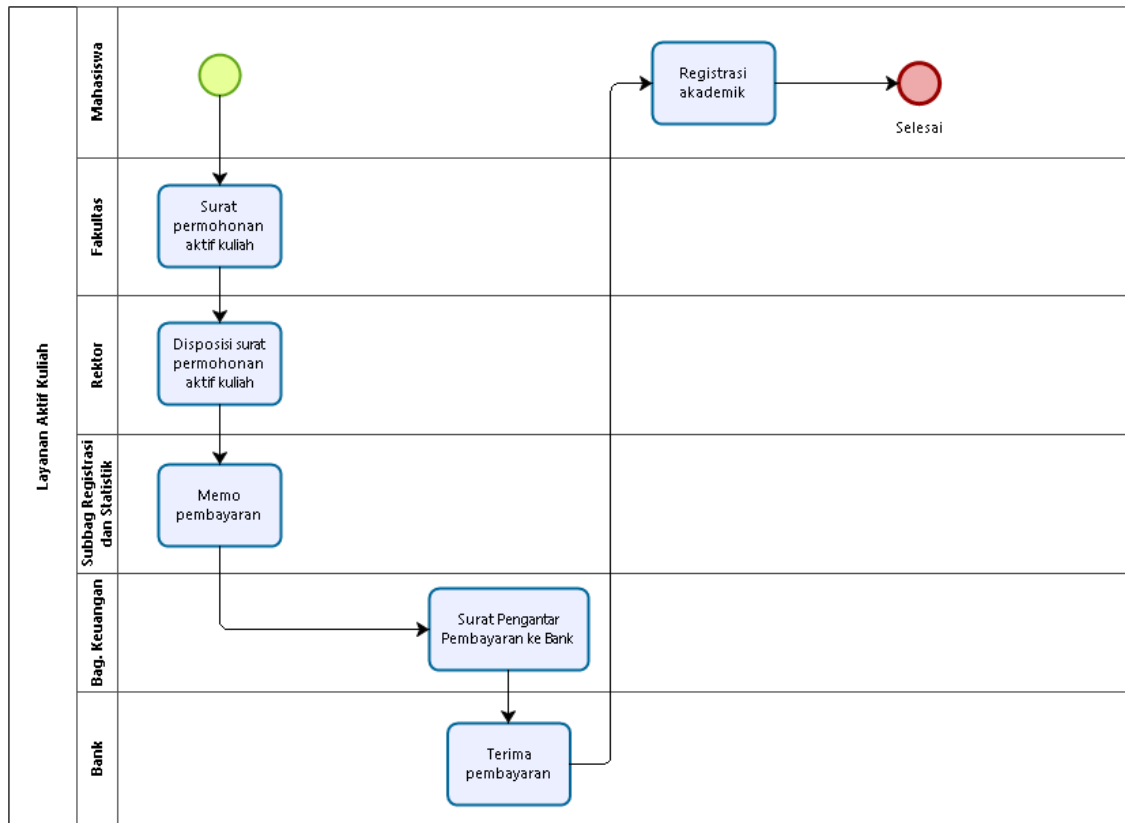 Layanan Aktif Kuliah
Mahasiswa
Registrasi
akademik
Selesai
Fakultas
Surat
permohonan
aktif kuliah
Rektor
Disposisi surat
permohonan
aktif kuliah
Subbag Registrasi
dan Statistik
Memo
pembayaran
Bag. Keuangan
Surat Pengantar
Pembayaran ke Bank
Bank
Terima
pembayaran